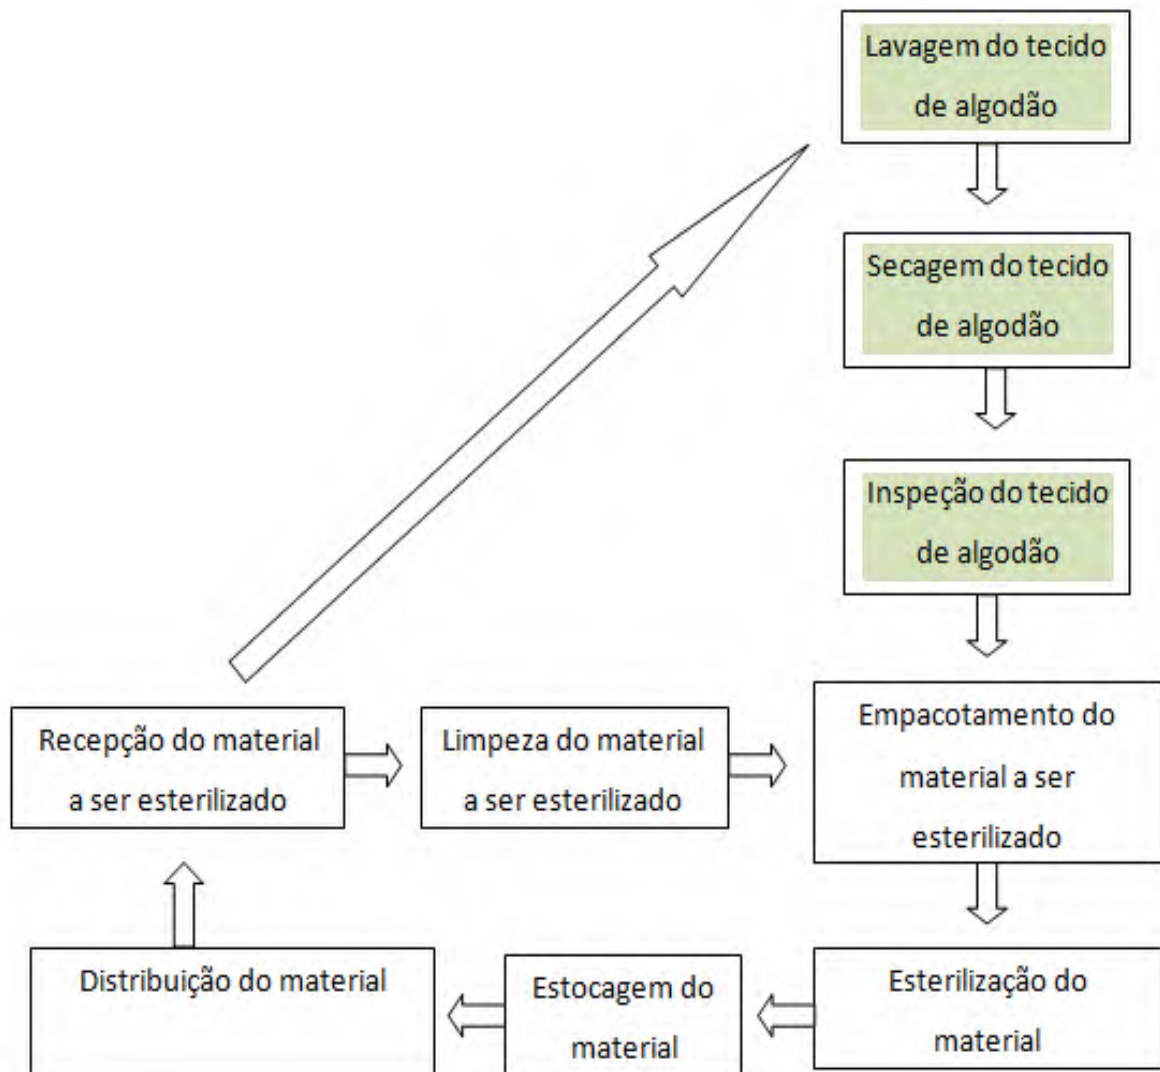 Lavagem do tecido
de algodão
Secagem do tecido
de algodão
Inspeção do tecido
de algodão
Recepção do material
a ser esterilizado
Limpeza do material
a ser esterilizado
Empacotamento do
material a ser
esterilizado
Distribuição do material
Estocagem do
material
Esterilização do
material